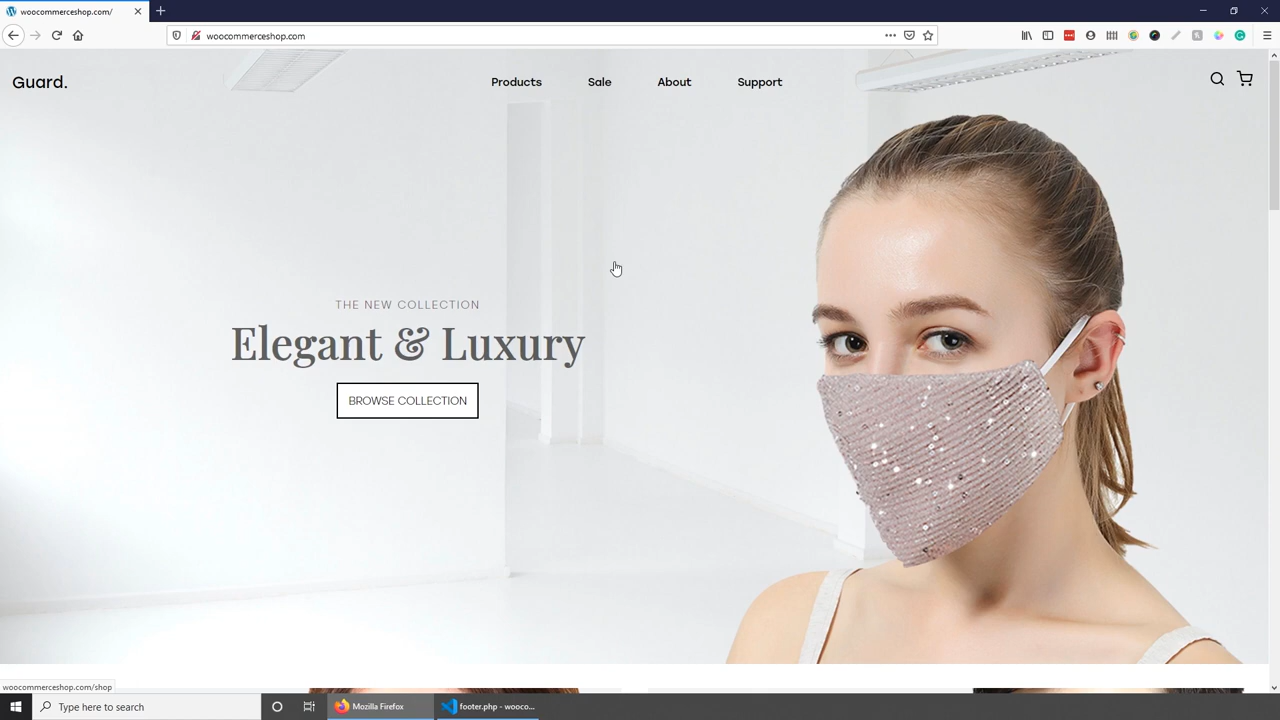 woocommerceshop.com/
woocommerceshop.com
Guard.
Products
Sale
About
Support
THE NEW COLLECTION
Elegant & Luxury
BROWSE COLLECTION
woocommerceshop.com/shop
Type here to search
Mozilla Firefox
footer.php - wooco...